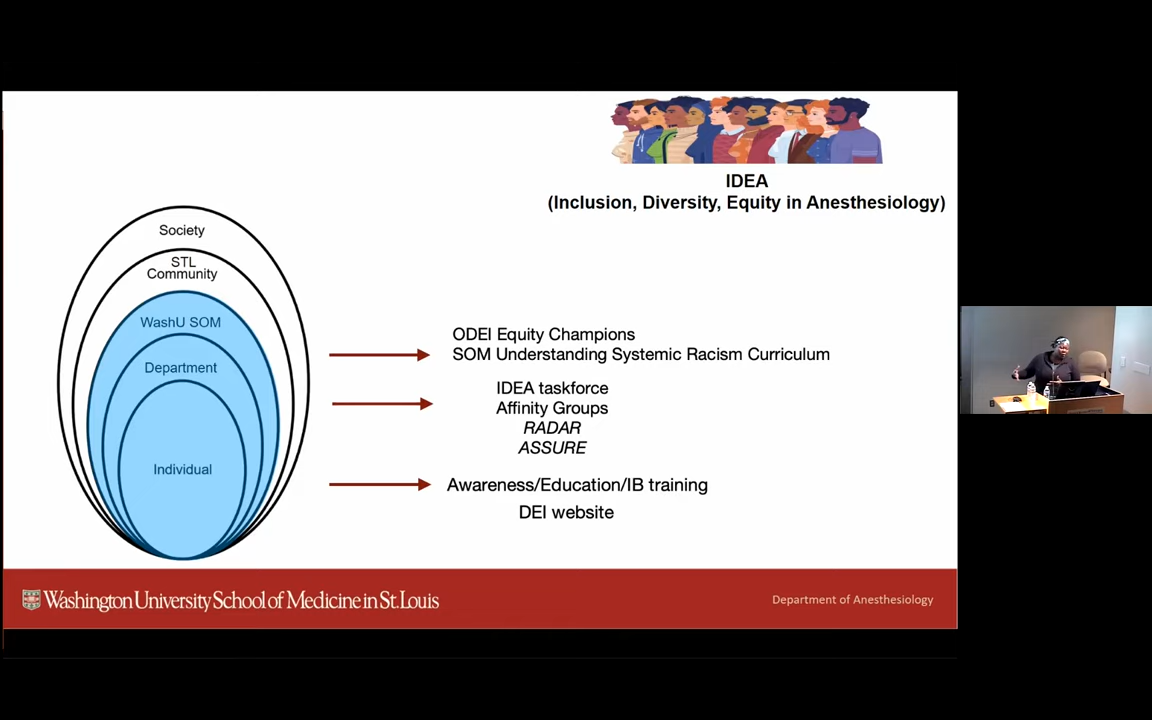 IDEA
(Inclusion, Diversity, Equity in Anesthesiology)
Society
STL
Community
WashU SOM
Department
Individual
ODEI Equity Champions
SOM Understanding Systemic Racism Curriculum
IDEA taskforce
Affinity Groups
RADAR
ASSURE
Awareness/Education/IB training
DEI website
Washington University School of Medicine in St. Louis
Department of Anesthesiology